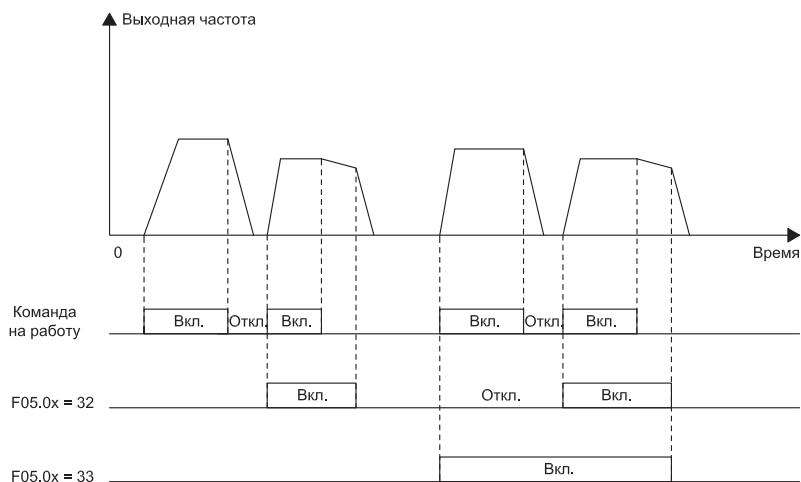 Выходная частота
0
Время
Команда
на работу
Вкл.
Откл.
Вкл.
Вкл.
Откл.
Вкл.
F05.0x = 32
Вкл.
Откл.
Вкл.
F05.0x = 33
Вкл.